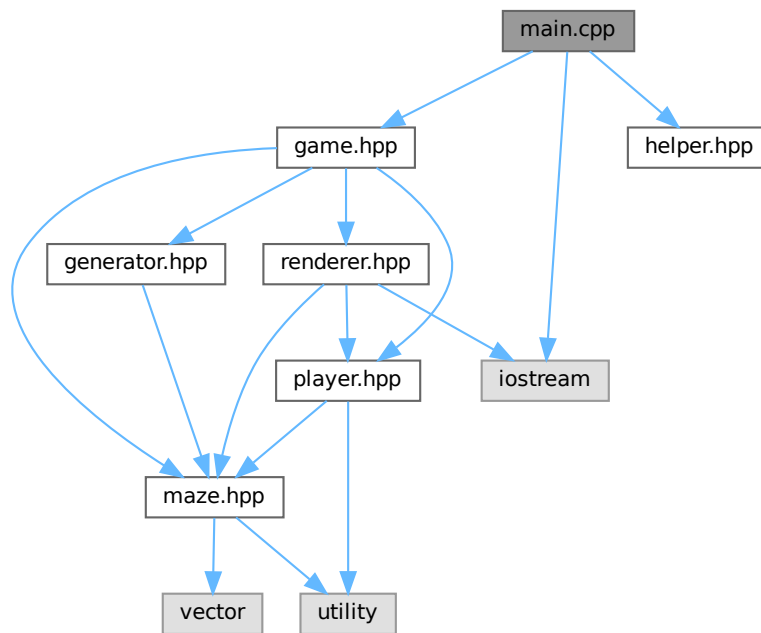 main.cpp
game.hpp
helper.hpp
generator.hpp
renderer.hpp
player.hpp
iostream
maze.hpp
vector
utility